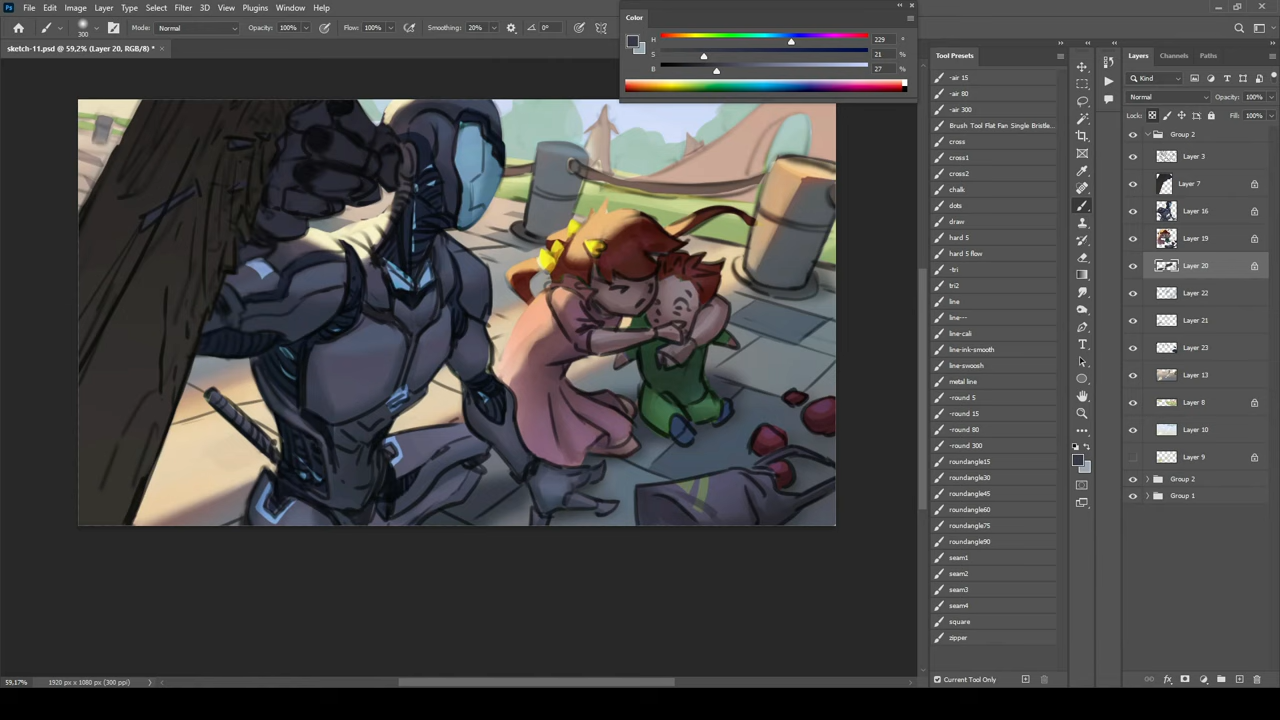 File Edit Image Layer Type Select Filter 3D View Plugins Window Help
300 Mode: Normal Opacity: 100% Flow: 100% Smoothing: 20% 0°
sketch-11.psd @ 59,2% (Layer 20, RGB/8) *
Color
H 229 °
S 21 %
B 27 %
Tool Presets
-air 15
-air 80
-air 300
Brush Tool Flat Fan Single Bristle...
cross
cross1
cross2
chalk
dots
draw
hard 5
hard 5 flow
-tri
tri2
line
line---
line-cali
line-ink-smooth
line-swoosh
metal line
-round 5
-round 15
-round 80
-round 300
roundangle15
roundangle30
roundangle45
roundangle60
roundangle75
roundangle90
seam1
seam2
seam3
seam4
square
zipper
Current Tool Only
Layers Channels Paths
Kind
Normal Opacity: 100%
Lock: Fill: 100%
Group 2
Layer 3
Layer 7
Layer 16
Layer 19
Layer 20
Layer 22
Layer 21
Layer 23
Layer 13
Layer 8
Layer 10
Layer 9
Group 2
Group 1
59,17% 1920 px x 1080 px (300 ppi)